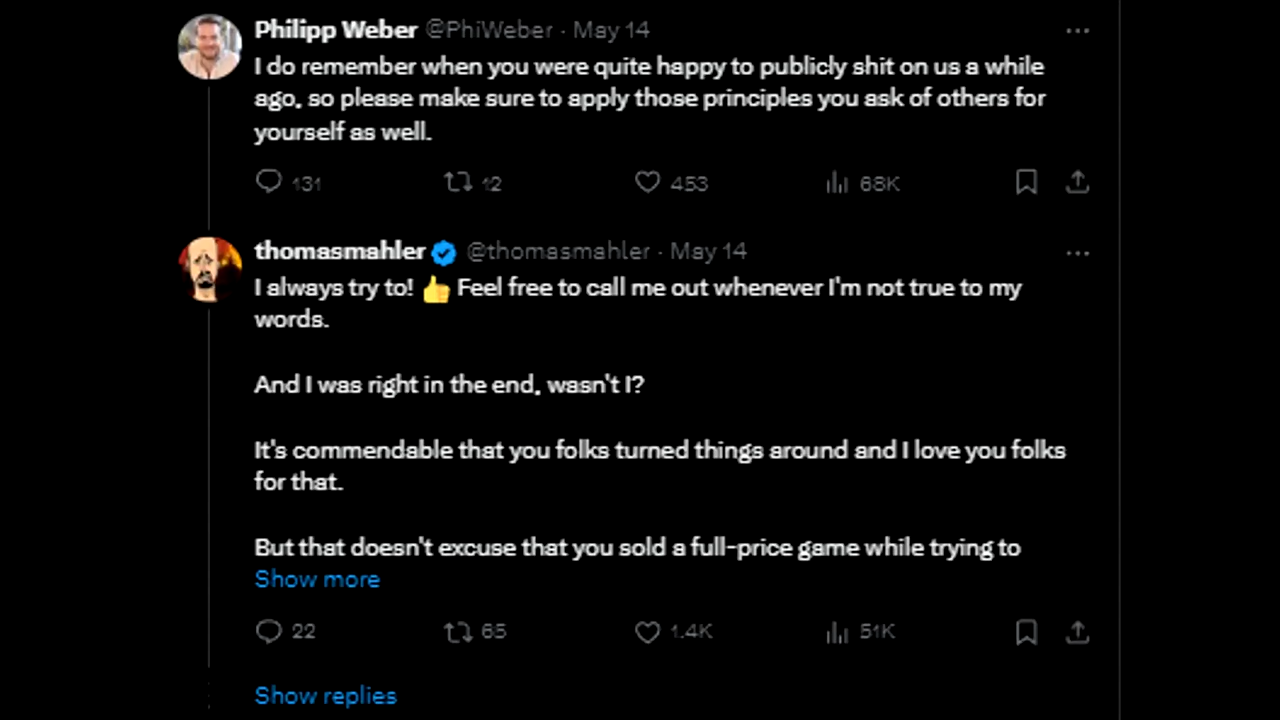 Philipp Weber @PhiWeber · May 14
I do remember when you were quite happy to publicly shit on us a while
ago, so please make sure to apply those principles you ask of others for
yourself as well.
131 12 453 68K
thomasmahler @thomasmahler · May 14
I always try to! 👍 Feel free to call me out whenever I'm not true to my
words.
And I was right in the end, wasn't I?
It's commendable that you folks turned things around and I love you folks
for that.
But that doesn't excuse that you sold a full-price game while trying to
Show more
22 65 1.4K 51K
Show replies